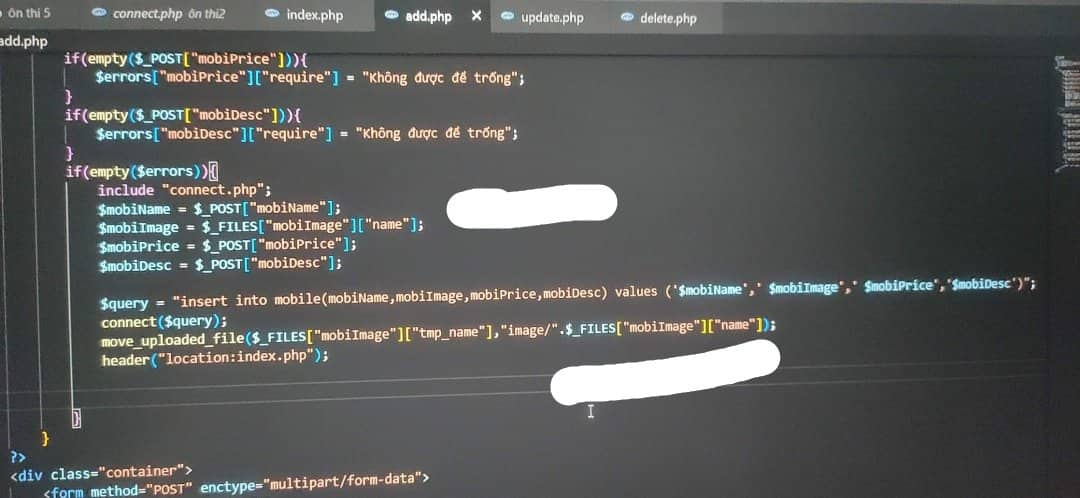 ôn thi 5 connect.php ôn thi2 index.php add.php × update.php delete.php
add.php
if(empty($_POST["mobiPrice"])){
$errors["mobiPrice"]["require"] = "Không được để trống";
}
if(empty($_POST["mobiDesc"])){
$errors["mobiDesc"]["require"] = "Không được để trống";
}
if(empty($errors)){
include "connect.php";
$mobiName = $_POST["mobiName"];
$mobiImage = $_FILES["mobiImage"]["name"];
$mobiPrice = $_POST["mobiPrice"];
$mobiDesc = $_POST["mobiDesc"];
$query = "insert into mobile(mobiName,mobiImage,mobiPrice,mobiDesc) values ('$mobiName',' $mobiImage',' $mobiPrice','$mobiDesc')";
connect($query);
move_uploaded_file($_FILES["mobiImage"]["tmp_name"],"image/".$_FILES["mobiImage"]["name"]);
header("location:index.php");
}
}
?>
<div class="container">
<form method="POST" enctype="multipart/form-data">